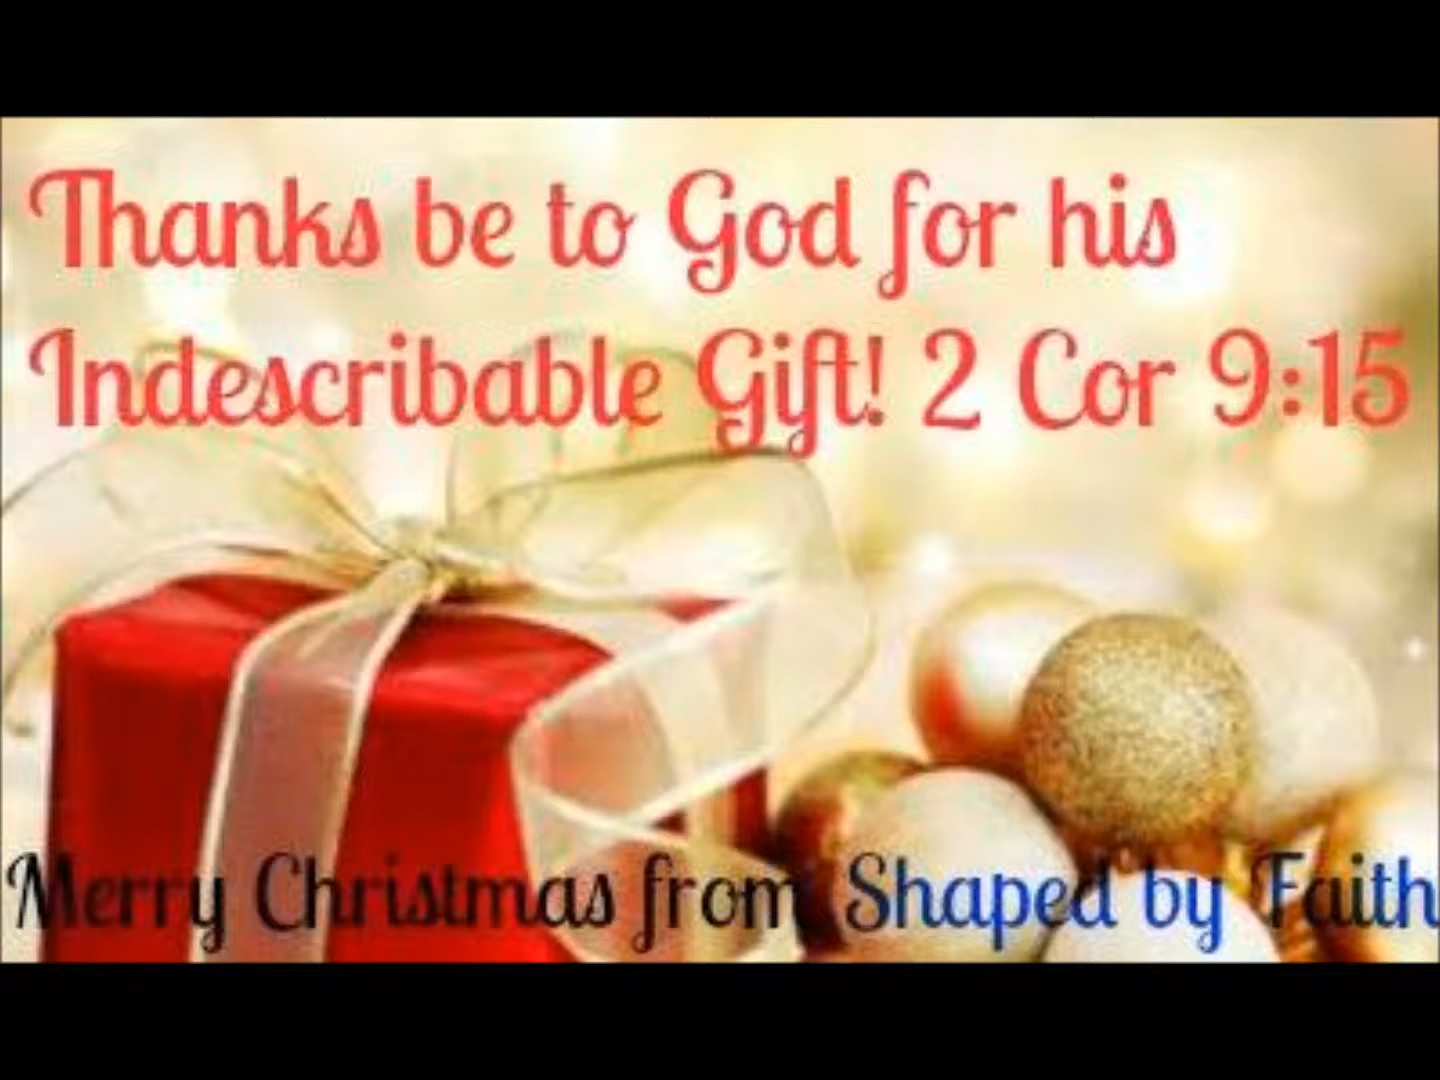 Thanks be to God for his
Indescribable Gift! 2 Cor 9:15
Merry Christmas from Shaped by Faith